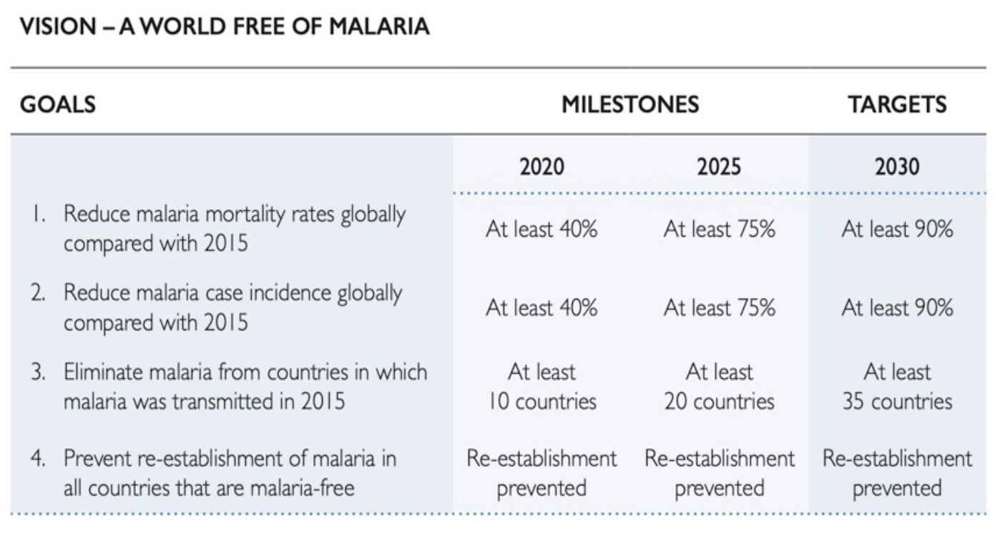 VISION – A WORLD FREE OF MALARIA
GOALS MILESTONES TARGETS
2020 2025 2030
1. Reduce malaria mortality rates globally
compared with 2015
At least 40% At least 75% At least 90%
2. Reduce malaria case incidence globally
compared with 2015
At least 40% At least 75% At least 90%
3. Eliminate malaria from countries in which
malaria was transmitted in 2015
At least
10 countries
At least
20 countries
At least
35 countries
4. Prevent re-establishment of malaria in
all countries that are malaria-free
Re-establishment
prevented
Re-establishment
prevented
Re-establishment
prevented